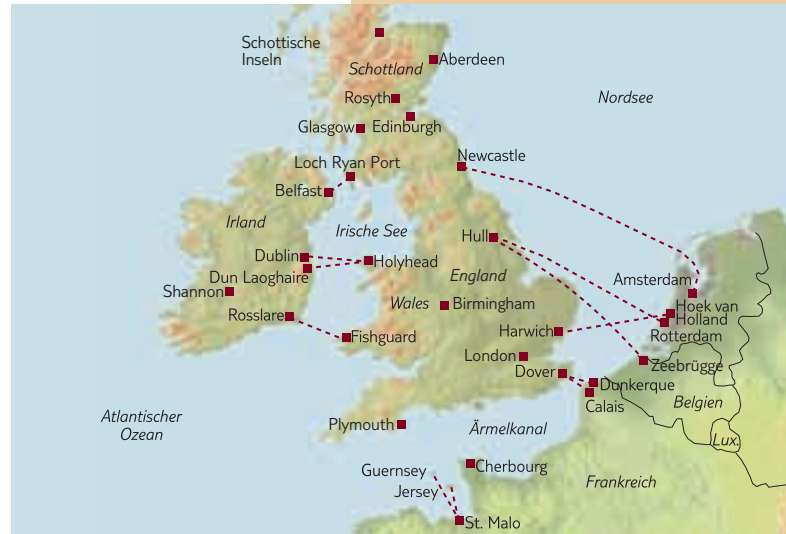 Schottische
Inseln
Schottland
Aberdeen
Rosyth
Nordsee
Glasgow
Edinburgh
Newcastle
Loch Ryan Port
Belfast
Irland
Irische See
Hull
Dublin
Holyhead
Dun Laoghaire
England
Amsterdam
Shannon
Wales
Birmingham
Hoek van
Holland
Rosslare
Harwich
Rotterdam
Fishguard
London
Zeebrügge
Dover
Dunkerque
Calais
Belgien
Atlantischer
Ozean
Plymouth
Ärmelkanal
Lux.
Guernsey
Cherbourg
Jersey
Frankreich
St. Malo